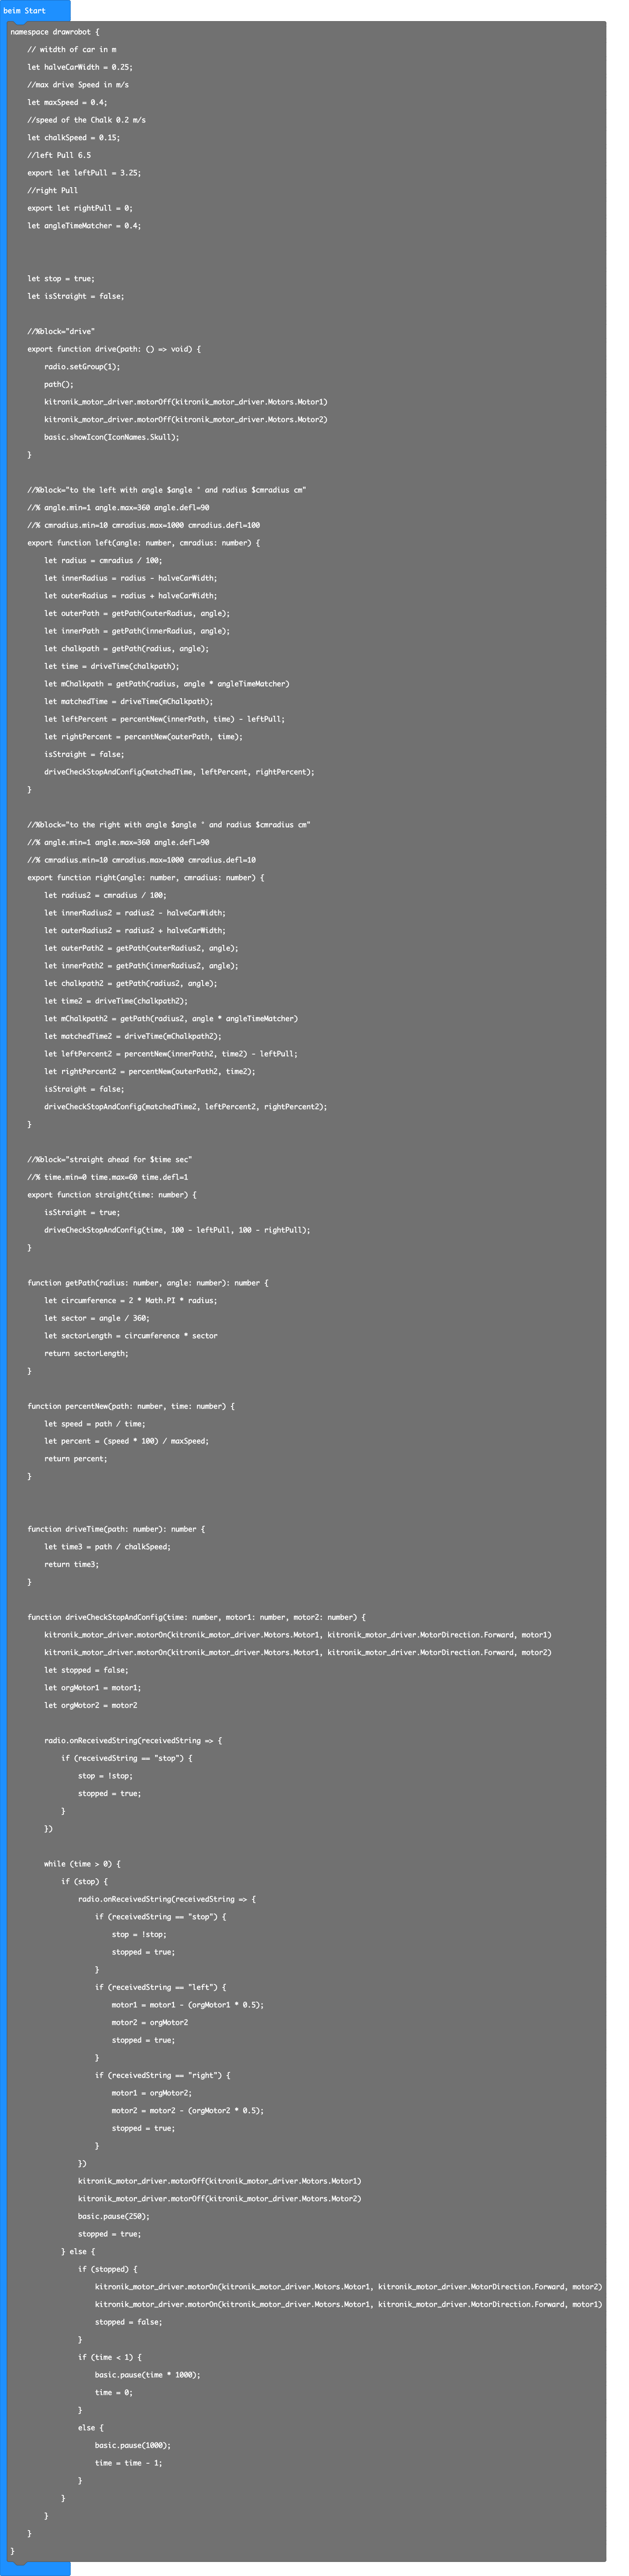 beim Start
namespace drawrobot {
// witdth of car in m
let halveCarWidth = 0.25;
//max drive Speed in m/s
let maxSpeed = 0.4;
//speed of the Chalk 0.2 m/s
let chalkSpeed = 0.15;
//left Pull 6.5
export let leftPull = 3.25;
//right Pull
export let rightPull = 0;
let angleTimeMatcher = 0.4;
let stop = true;
let isStraight = false;
//%block="drive"
export function drive(path: () => void) {
radio.setGroup(1);
path();
kitronik_motor_driver.motorOff(kitronik_motor_driver.Motors.Motor1)
kitronik_motor_driver.motorOff(kitronik_motor_driver.Motors.Motor2)
basic.showIcon(IconNames.Skull);
}
//%block="to the left with angle $angle ° and radius $cmradius cm"
//% angle.min=1 angle.max=360 angle.defl=90
//% cmradius.min=10 cmradius.max=1000 cmradius.defl=100
export function left(angle: number, cmradius: number) {
let radius = cmradius / 100;
let innerRadius = radius - halveCarWidth;
let outerRadius = radius + halveCarWidth;
let outerPath = getPath(outerRadius, angle);
let innerPath = getPath(innerRadius, angle);
let chalkpath = getPath(radius, angle);
let time = driveTime(chalkpath);
let mChalkpath = getPath(radius, angle * angleTimeMatcher)
let matchedTime = driveTime(mChalkpath);
let leftPercent = percentNew(innerPath, time) - leftPull;
let rightPercent = percentNew(outerPath, time);
isStraight = false;
driveCheckStopAndConfig(matchedTime, leftPercent, rightPercent);
}
//%block="to the right with angle $angle ° and radius $cmradius cm"
//% angle.min=1 angle.max=360 angle.defl=90
//% cmradius.min=10 cmradius.max=1000 cmradius.defl=10
export function right(angle: number, cmradius: number) {
let radius2 = cmradius / 100;
let innerRadius2 = radius2 - halveCarWidth;
let outerRadius2 = radius2 + halveCarWidth;
let outerPath2 = getPath(outerRadius2, angle);
let innerPath2 = getPath(innerRadius2, angle);
let chalkpath2 = getPath(radius2, angle);
let time2 = driveTime(chalkpath2);
let mChalkpath2 = getPath(radius2, angle * angleTimeMatcher)
let matchedTime2 = driveTime(mChalkpath2);
let leftPercent2 = percentNew(innerPath2, time2) - leftPull;
let rightPercent2 = percentNew(outerPath2, time2);
isStraight = false;
driveCheckStopAndConfig(matchedTime2, leftPercent2, rightPercent2);
}
//%block="straight ahead for $time sec"
//% time.min=0 time.max=60 time.defl=1
export function straight(time: number) {
isStraight = true;
driveCheckStopAndConfig(time, 100 - leftPull, 100 - rightPull);
}
function getPath(radius: number, angle: number): number {
let circumference = 2 * Math.PI * radius;
let sector = angle / 360;
let sectorLength = circumference * sector
return sectorLength;
}
function percentNew(path: number, time: number) {
let speed = path / time;
let percent = (speed * 100) / maxSpeed;
return percent;
}
function driveTime(path: number): number {
let time3 = path / chalkSpeed;
return time3;
}
function driveCheckStopAndConfig(time: number, motor1: number, motor2: number) {
kitronik_motor_driver.motorOn(kitronik_motor_driver.Motors.Motor1, kitronik_motor_driver.MotorDirection.Forward, motor1)
kitronik_motor_driver.motorOn(kitronik_motor_driver.Motors.Motor1, kitronik_motor_driver.MotorDirection.Forward, motor2)
let stopped = false;
let orgMotor1 = motor1;
let orgMotor2 = motor2
radio.onReceivedString(receivedString => {
if (receivedString == "stop") {
stop = !stop;
stopped = true;
}
})
while (time > 0) {
if (stop) {
radio.onReceivedString(receivedString => {
if (receivedString == "stop") {
stop = !stop;
stopped = true;
}
if (receivedString == "left") {
motor1 = motor1 - (orgMotor1 * 0.5);
motor2 = orgMotor2
stopped = true;
}
if (receivedString == "right") {
motor1 = orgMotor2;
motor2 = motor2 - (orgMotor2 * 0.5);
stopped = true;
}
})
kitronik_motor_driver.motorOff(kitronik_motor_driver.Motors.Motor1)
kitronik_motor_driver.motorOff(kitronik_motor_driver.Motors.Motor2)
basic.pause(250);
stopped = true;
} else {
if (stopped) {
kitronik_motor_driver.motorOn(kitronik_motor_driver.Motors.Motor1, kitronik_motor_driver.MotorDirection.Forward, motor2)
kitronik_motor_driver.motorOn(kitronik_motor_driver.Motors.Motor1, kitronik_motor_driver.MotorDirection.Forward, motor1)
stopped = false;
}
if (time < 1) {
basic.pause(time * 1000);
time = 0;
}
else {
basic.pause(1000);
time = time - 1;
}
}
}
}
}